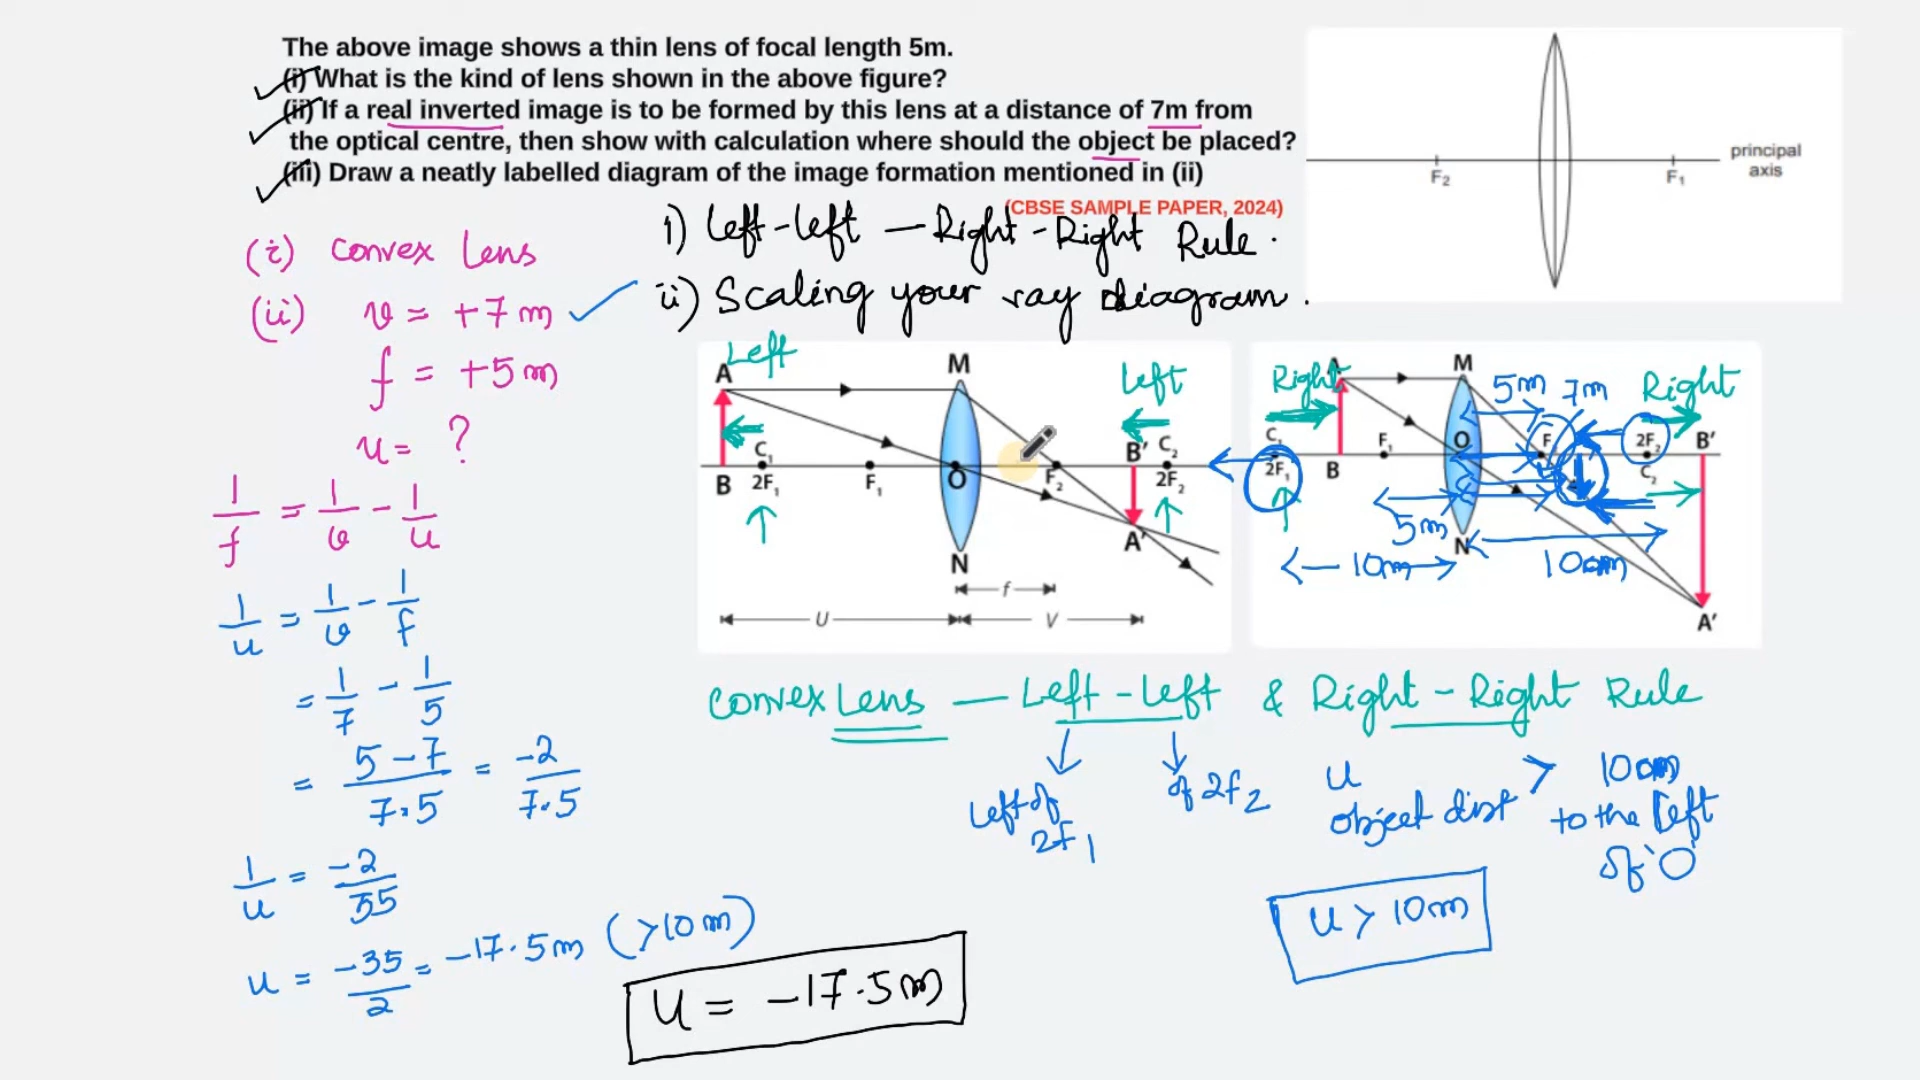 The above image shows a thin lens of focal length 5m.
(i) What is the kind of lens shown in the above figure?
(ii) If a real inverted image is to be formed by this lens at a distance of 7m from
the optical centre, then show with calculation where should the object be placed?
(iii) Draw a neatly labelled diagram of the image formation mentioned in (ii)
(CBSE SAMPLE PAPER, 2024)
principal
axis
F₂
F₁
(i) convex Lens
(ii) v = +7m
f = +5m
u = ?
1/f = 1/v - 1/u
1/u = 1/v - 1/f
= 1/7 - 1/5
= 5-7/7.5 = -2/7.5
1/u = -2/35
u = -35/2 = -17.5m (>10m)
u = -17.5m
i) Left-left — Right-Right Rule.
ii) Scaling your ray diagram.
Left
Left
A
M
B
C₁
2F₁
F₁
O
F₂
B'
C₂
2F₂
A'
N
f
U
V
Right
Right
A
M
5m
7m
C₁
2F₁
B
F₁
O
F
2F₂
C₂
B'
5m
N
10m
10m
A'
Convex Lens — Left-Left & Right-Right Rule
Left of
2F₁
of 2F₂
u
object dist > 10m
to the left
of 'O'
u > 10m